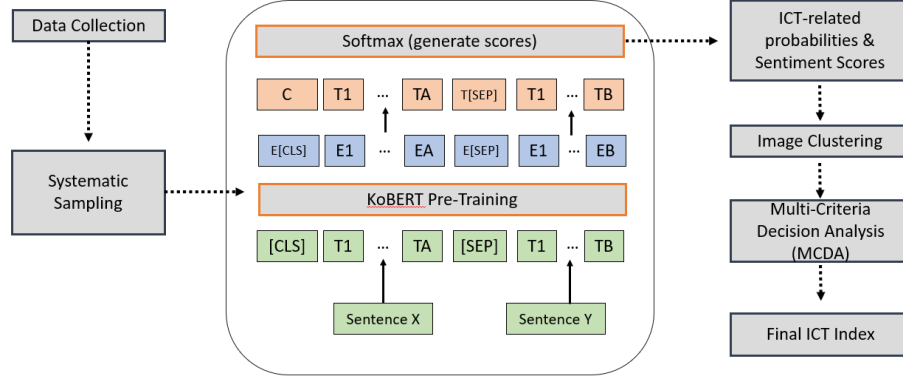 Data Collection
Systematic
Sampling
Softmax (generate scores)
C T1 ... TA T[SEP] T1 ... TB
E[CLS] E1 ... EA E[SEP] E1 ... EB
KoBERT Pre-Training
[CLS] T1 ... TA [SEP] T1 ... TB
Sentence X
Sentence Y
ICT-related
probabilities &
Sentiment Scores
Image Clustering
Multi-Criteria
Decision Analysis
(MCDA)
Final ICT Index